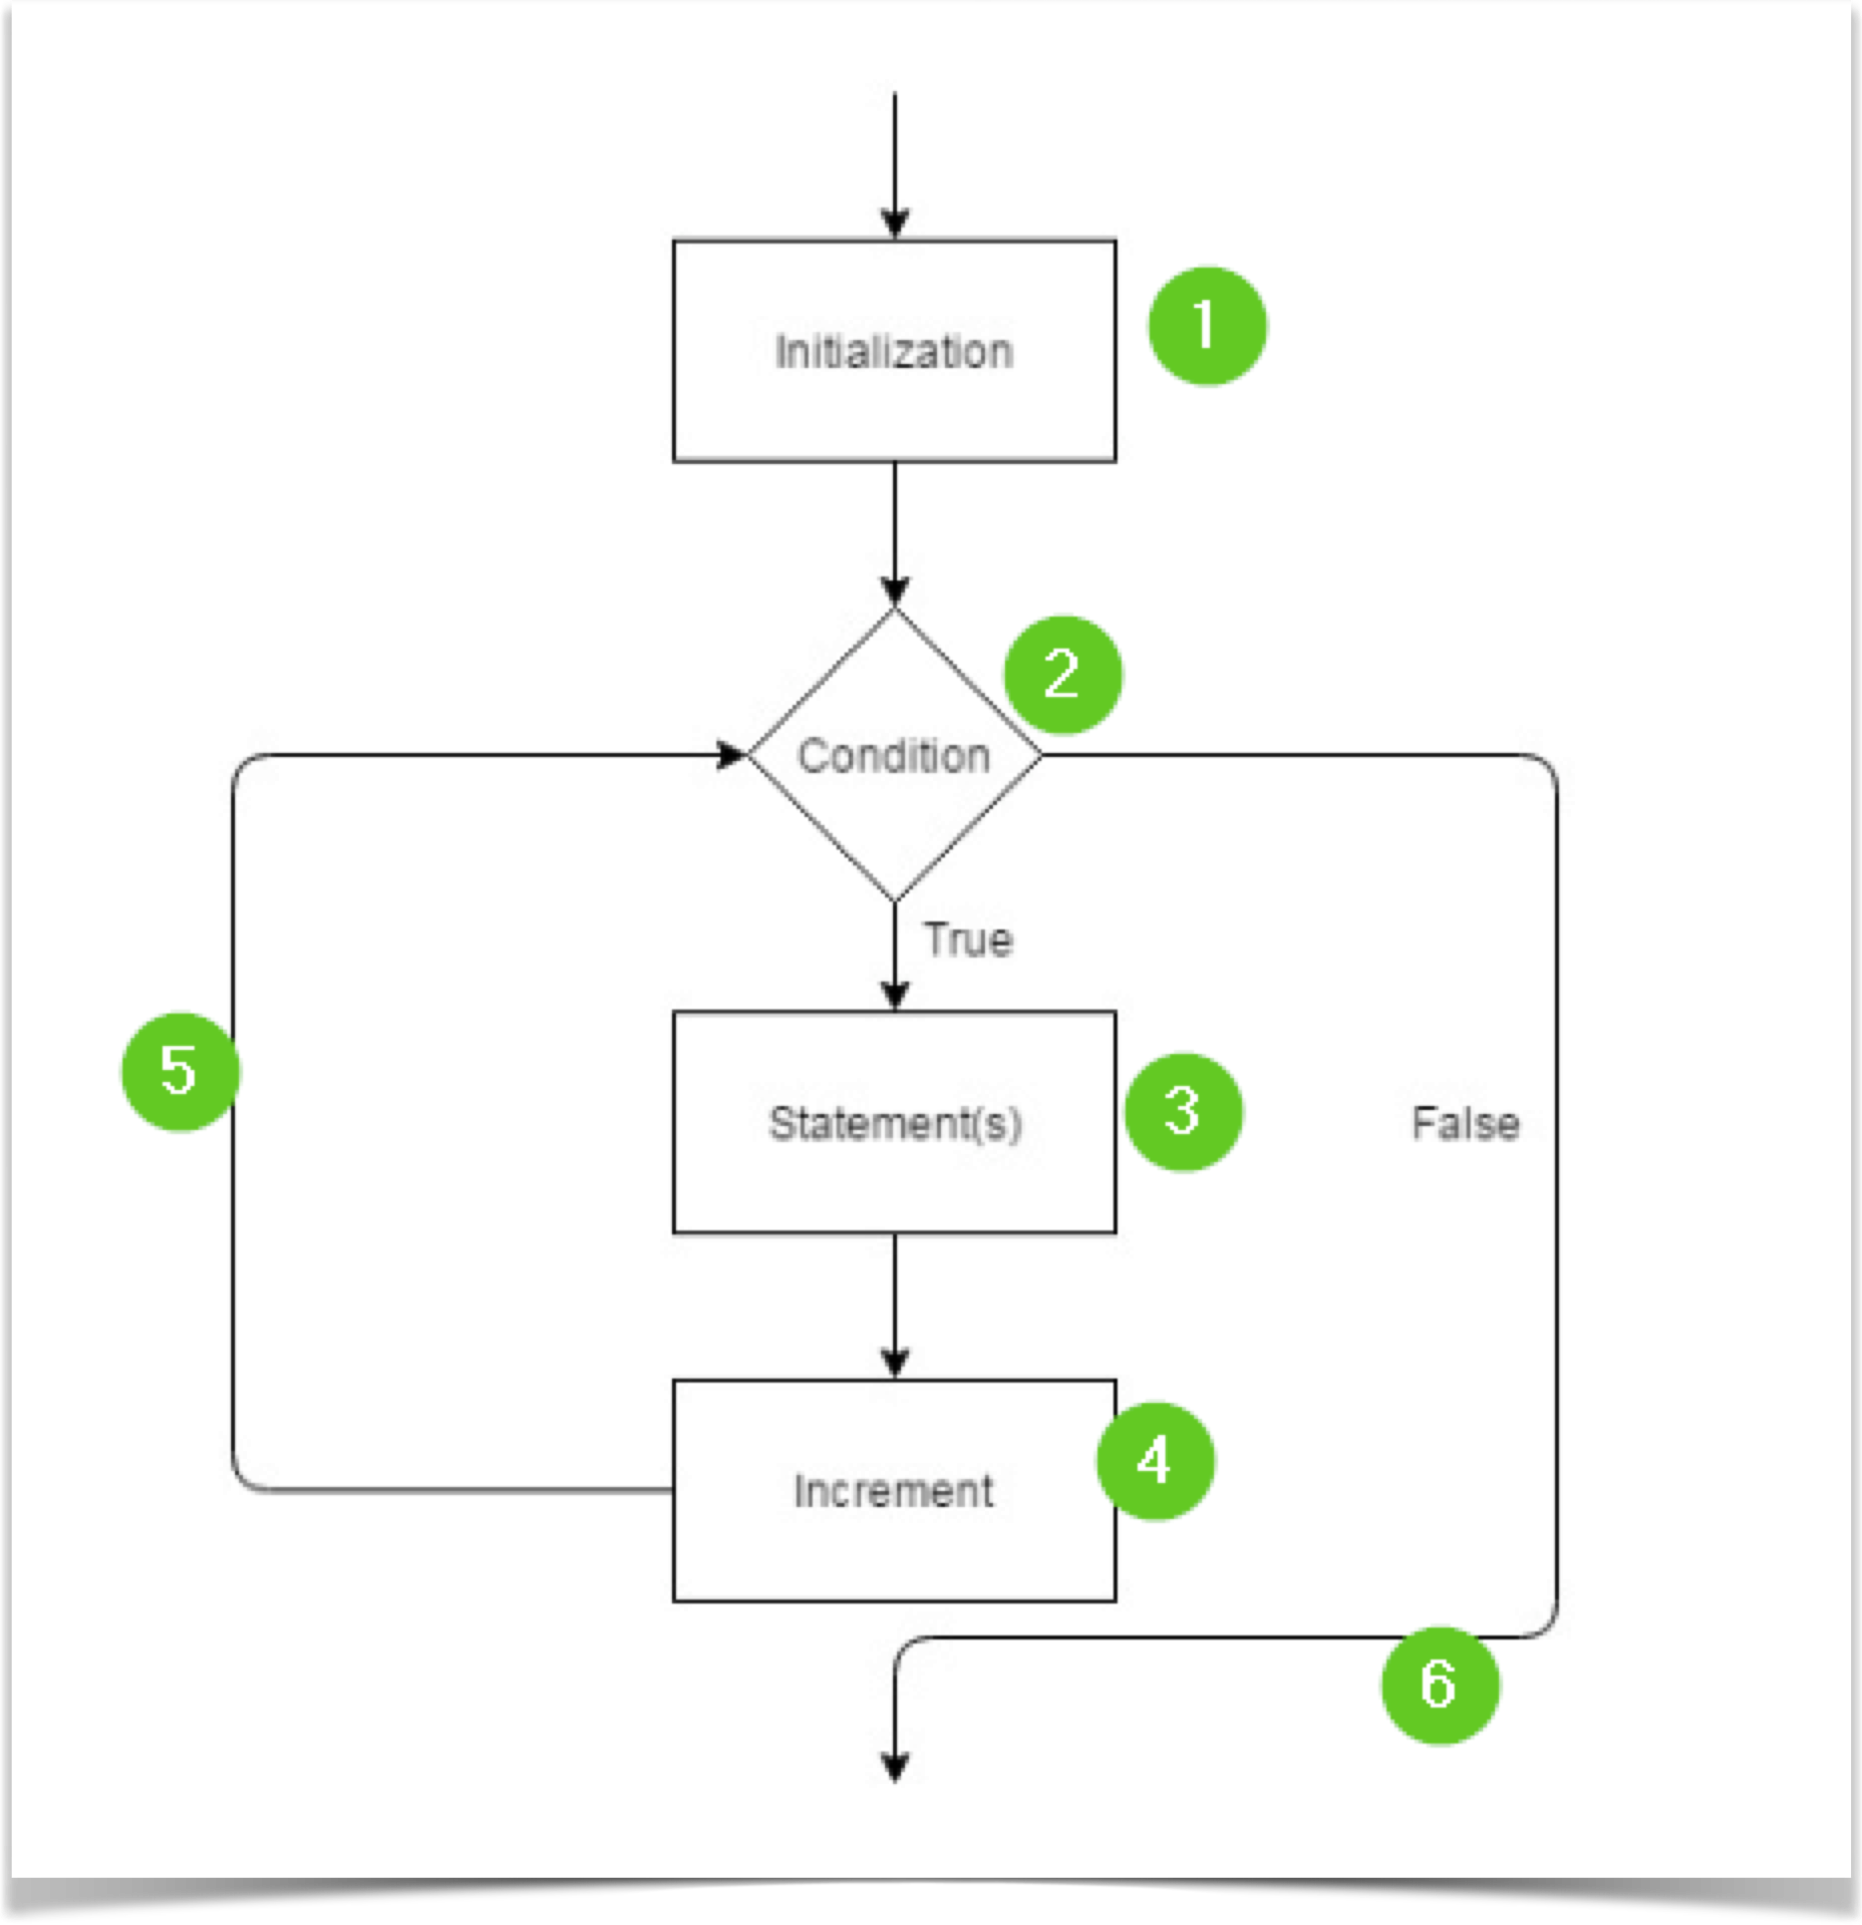 Initialization
1
2
Condition
True
5
Statement(s)
3
False
Increment
4
6